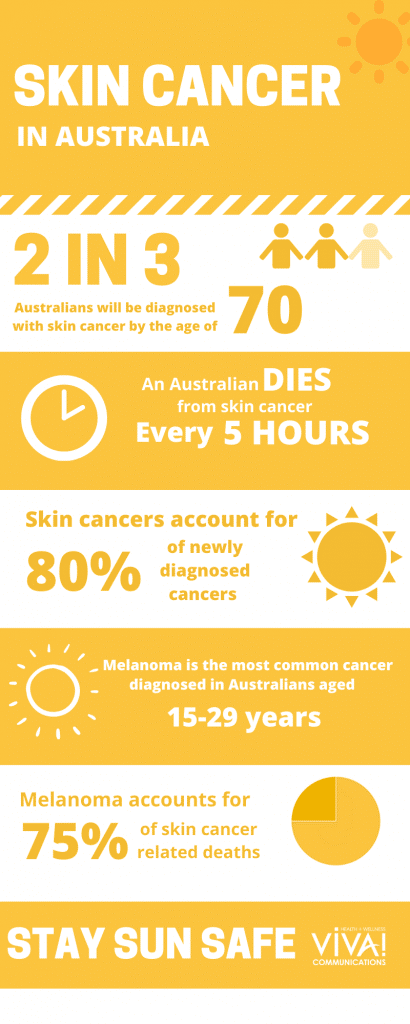 SKIN CANCER
IN AUSTRALIA
2 IN 3
Australians will be diagnosed
with skin cancer by the age of
70
An Australian DIES
from skin cancer
Every 5 HOURS
Skin cancers account for
80%
of newly
diagnosed
cancers
Melanoma is the most common cancer
diagnosed in Australians aged
15-29 years
Melanoma accounts for
75%
of skin cancer
related deaths
STAY SUN SAFE
HEALTH & WELLNESS
VIVA!
COMMUNICATIONS